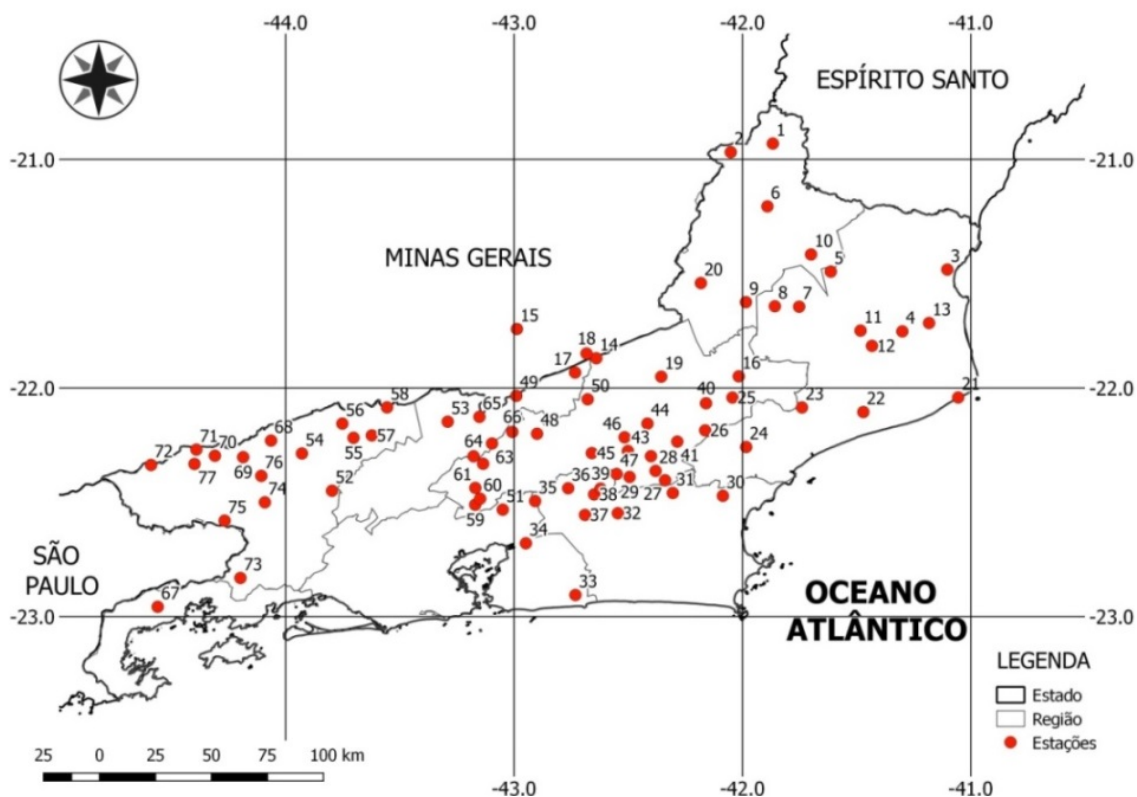 -44.0 -43.0 -42.0 -41.0
ESPÍRITO SANTO
2 1
-21.0 -21.0
6
MINAS GERAIS
10 5 3
20
9 8 7
15
11 4 13
12
18 14
17
-22.0 19 16 -22.0
49 50 40 25 23 22 21
58 56 53 65 66 48 46 44 26 24
57 68 54 55
72 71 70 69 76 77
64 63 45 43 47 28 41
52 61 60 36 39 31 30
75 74 59 51 35 38 29 27
37 32
34
SÃO
PAULO
73
67 33
OCEANO
ATLÂNTICO
-23.0 -23.0
LEGENDA
Estado
Região
Estações
25 0 25 50 75 100 km
-43.0 -42.0 -41.0